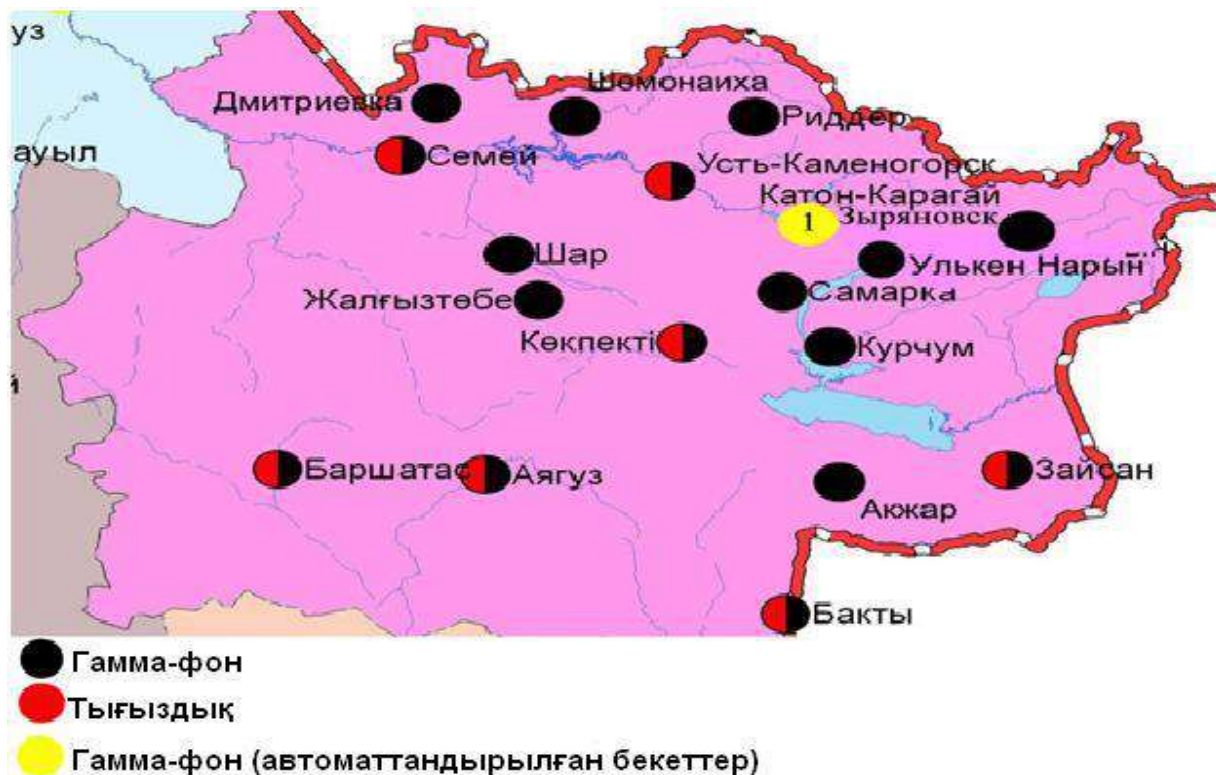 уз
Шемонаиха
Дмитриевка
Риддер
ауыл
Семей
Усть-Каменогорск
Катон-Карагай
1
Зыряновск
Шар
Улькен Нарын
Жалғызтөбе
Самарка
Көкпекті
Курчум
й
Баршатас
Аягуз
Зайсан
Акжар
Бакты
Гамма-фон
Тығыздық
Гамма-фон (автоматтандырылған бекеттер)